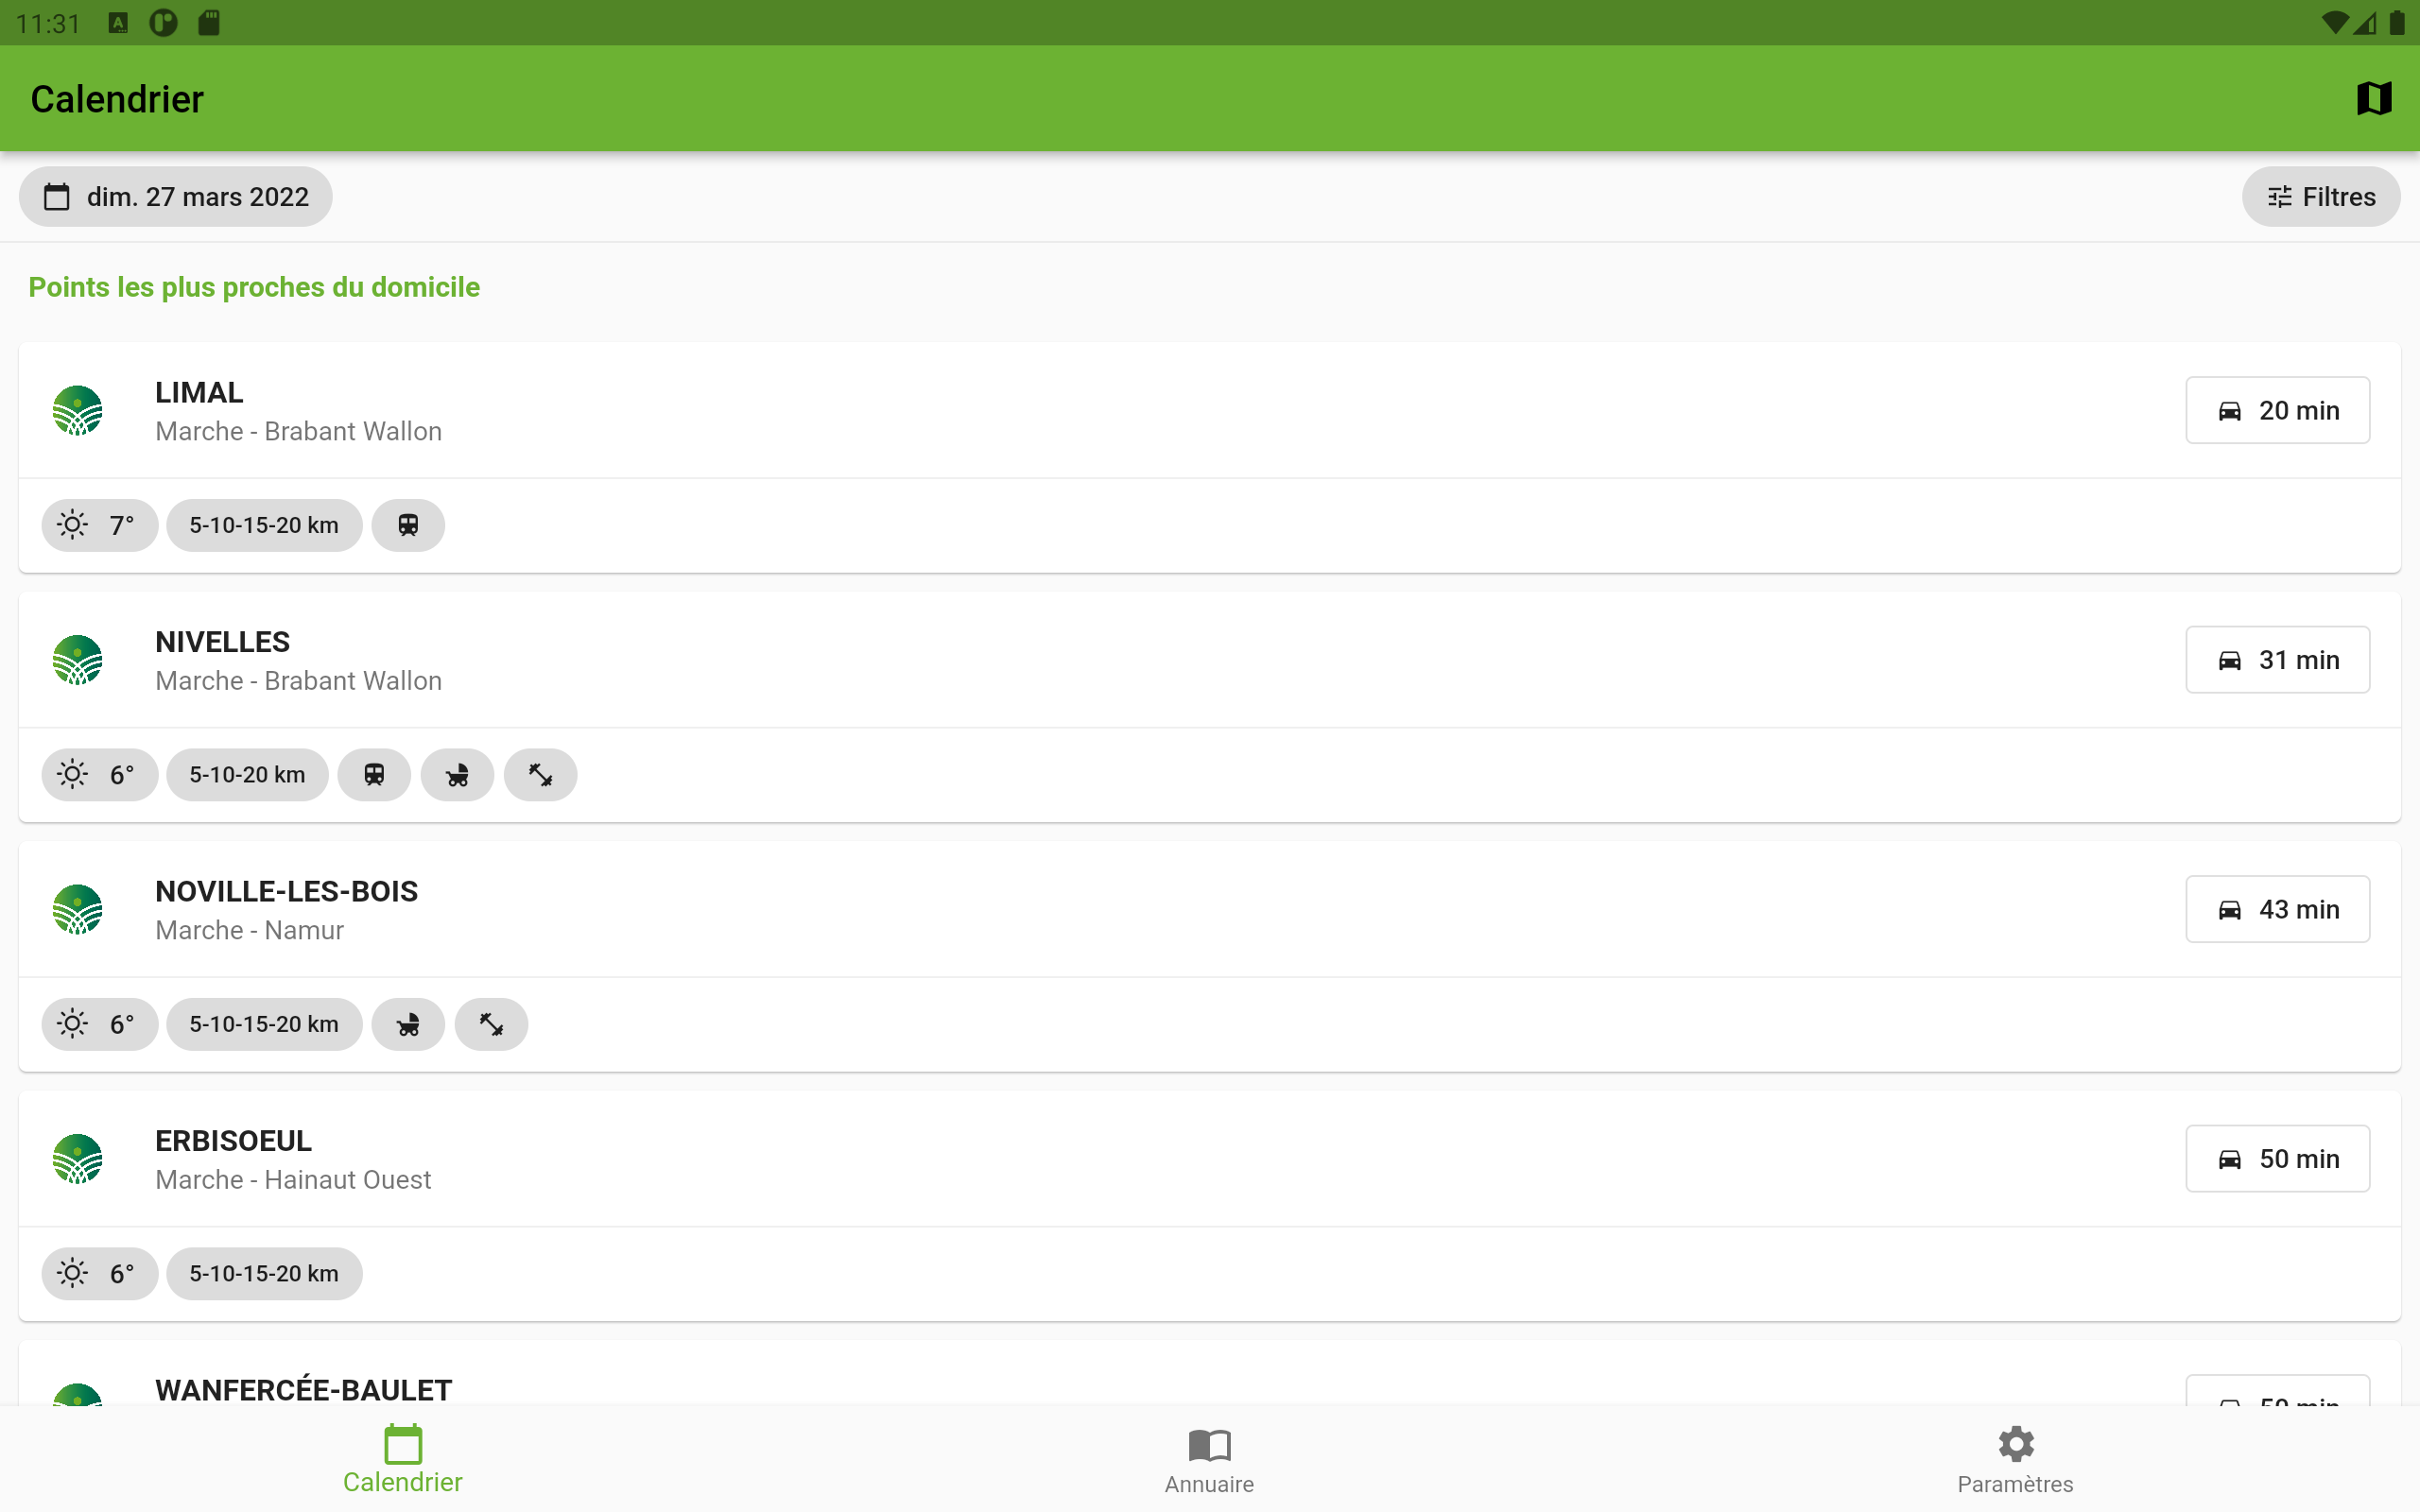 11:31
Calendrier
dim. 27 mars 2022
Filtres
Points les plus proches du domicile
LIMAL
Marche - Brabant Wallon
20 min
7°
5-10-15-20 km
NIVELLES
Marche - Brabant Wallon
31 min
6°
5-10-20 km
NOVILLE-LES-BOIS
Marche - Namur
43 min
6°
5-10-15-20 km
ERBISOEUL
Marche - Hainaut Ouest
50 min
6°
5-10-15-20 km
WANFERCÉE-BAULET
Calendrier
Annuaire
Paramètres